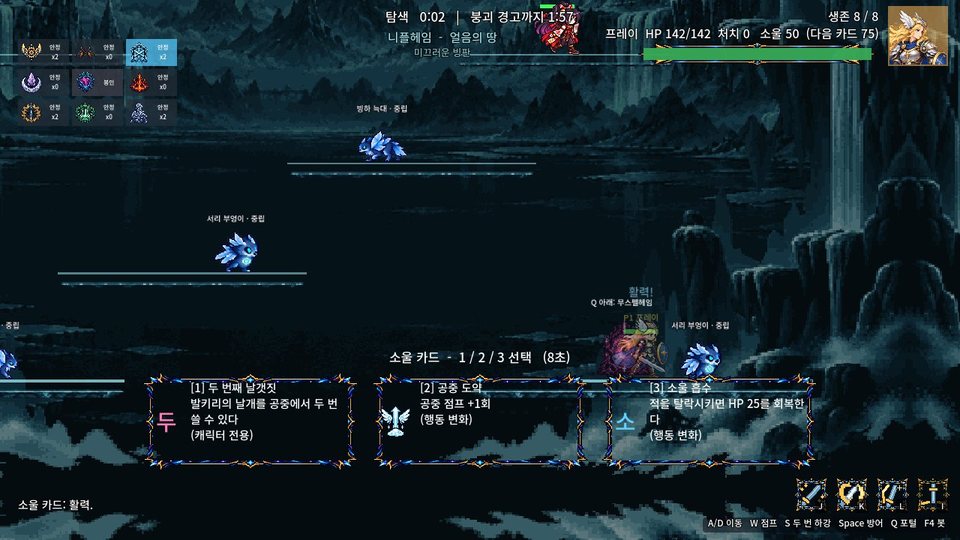 탐색 0:02 | 붕괴 경고까지 1:57
니플헤임 - 얼음의 땅
미끄러운 빙판
생존 8 / 8
프레이 HP 142/142 처치 0 소울 50 (다음 카드 75)
안정 x2
안정 x0
안정 x2
안정 x0
봉인
안정 x0
안정 x2
안정 x0
안정 x2
빙하 늑대 · 중립
서리 부엉이 · 중립
· 중립
활력!
Q 아래: 무스펠헤임
P1 프레이
서리 부엉이 · 중립
소울 카드 - 1 / 2 / 3 선택 (8초)
두
[1] 두 번째 날갯짓
발키리의 날개를 공중에서 두 번
쓸 수 있다
(캐릭터 전용)
[2] 공중 도약
공중 점프 +1회
(행동 변화)
소
[3] 소울 흡수
적을 탈락시키면 HP 25를 회복한
다
(행동 변화)
소울 카드: 활력.
J
K
L
I
A/D 이동 W 점프 S 두 번 하강 Space 방어 Q 포털 F4 봇